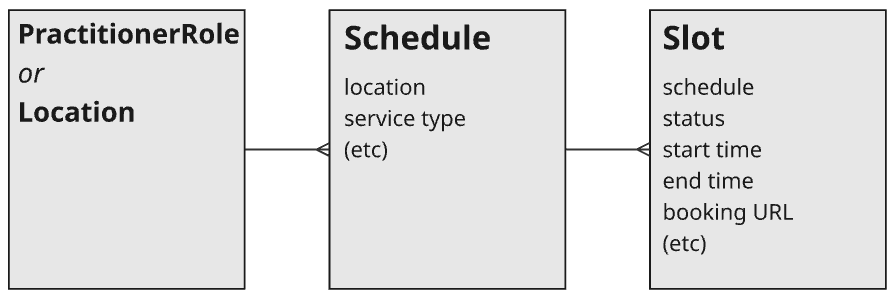 PractitionerRole
or
Location
Schedule
location
service type
(etc)
Slot
schedule
status
start time
end time
booking URL
(etc)